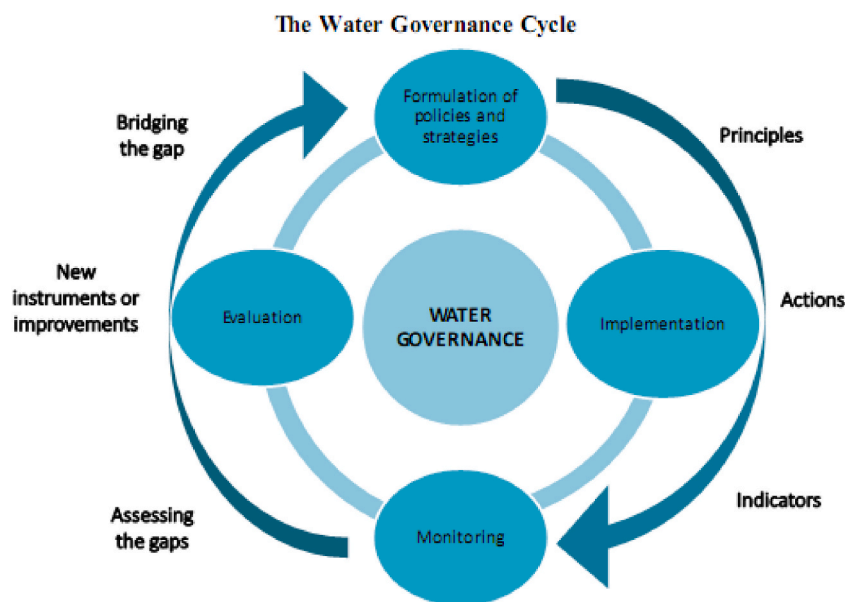 The Water Governance Cycle
Formulation of
policies and
strategies
Bridging
the gap
Principles
New
instruments or
improvements
Evaluation
WATER
GOVERNANCE
Implementation
Actions
Assessing
the gaps
Monitoring
Indicators